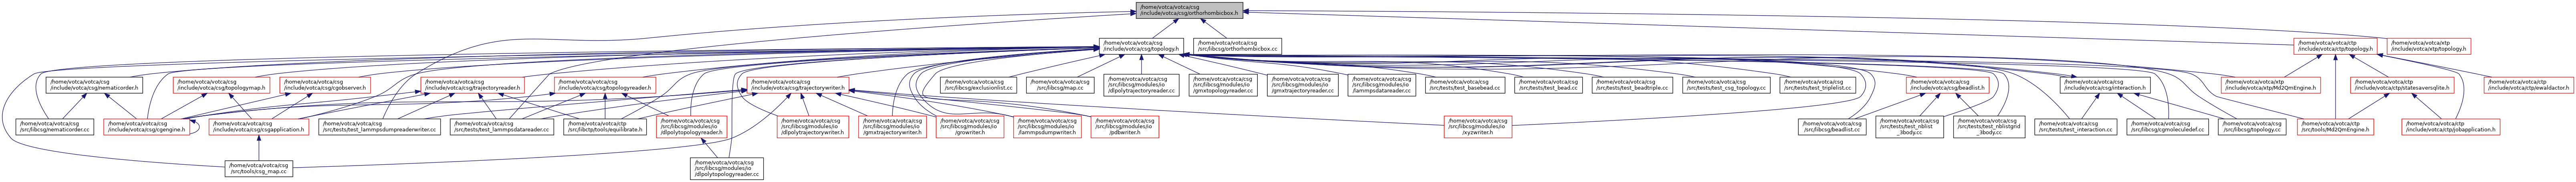 /home/votca/votca/csg
/include/votca/csg/orthorhombicbox.h
/home/votca/votca/csg
/include/votca/csg/topology.h
/home/votca/votca/csg
/src/libcsg/orthorhombicbox.cc
/home/votca/votca/ctp
/include/votca/ctp/topology.h
/home/votca/votca/xtp
/include/votca/xtp/topology.h
/home/votca/votca/csg
/include/votca/csg/nematicorder.h
/home/votca/votca/csg
/include/votca/csg/topologymap.h
/home/votca/votca/csg
/include/votca/csg/cgobserver.h
/home/votca/votca/csg
/include/votca/csg/trajectoryreader.h
/home/votca/votca/csg
/include/votca/csg/topologyreader.h
/home/votca/votca/csg
/include/votca/csg/trajectorywriter.h
/home/votca/votca/csg
/src/libcsg/exclusionlist.cc
/home/votca/votca/csg
/src/libcsg/map.cc
/home/votca/votca/csg
/src/libcsg/modules/io
/dlpolytrajectoryreader.cc
/home/votca/votca/csg
/src/libcsg/modules/io
/gmxtopologyreader.cc
/home/votca/votca/csg
/src/libcsg/modules/io
/gmxtrajectoryreader.cc
/home/votca/votca/csg
/src/libcsg/modules/io
/lammpsdatareader.cc
/home/votca/votca/csg
/src/tests/test_basebead.cc
/home/votca/votca/csg
/src/tests/test_bead.cc
/home/votca/votca/csg
/src/tests/test_beadtriple.cc
/home/votca/votca/csg
/src/tests/test_csg_topology.cc
/home/votca/votca/csg
/src/tests/test_triplelist.cc
/home/votca/votca/csg
/include/votca/csg/beadlist.h
/home/votca/votca/csg
/include/votca/csg/interaction.h
/home/votca/votca/xtp
/include/votca/xtp/Md2QmEngine.h
/home/votca/votca/ctp
/include/votca/ctp/statesaversqlite.h
/home/votca/votca/ctp
/include/votca/ctp/ewaldactor.h
/home/votca/votca/csg
/src/libcsg/nematicorder.cc
/home/votca/votca/csg
/include/votca/csg/cgengine.h
/home/votca/votca/csg
/include/votca/csg/csgapplication.h
/home/votca/votca/csg
/src/tests/test_lammpsdumpreaderwriter.cc
/home/votca/votca/csg
/src/tests/test_lammpsdatareader.cc
/home/votca/votca/ctp
/src/libctp/tools/equilibrate.cc
/home/votca/votca/csg
/src/libcsg/modules/io
/dlpolytopologyreader.h
/home/votca/votca/csg
/src/libcsg/modules/io
/dlpolytrajectorywriter.h
/home/votca/votca/csg
/src/libcsg/modules/io
/gmxtrajectorywriter.h
/home/votca/votca/csg
/src/libcsg/modules/io
/growriter.h
/home/votca/votca/csg
/src/libcsg/modules/io
/lammpsdumpwriter.cc
/home/votca/votca/csg
/src/libcsg/modules/io
/pdbwriter.h
/home/votca/votca/csg
/src/libcsg/modules/io
/xyzwriter.h
/home/votca/votca/csg
/src/libcsg/beadlist.cc
/home/votca/votca/csg
/src/tests/test_nblist
_3body.cc
/home/votca/votca/csg
/src/tests/test_nblistgrid
_3body.cc
/home/votca/votca/csg
/src/tests/test_interaction.cc
/home/votca/votca/csg
/src/libcsg/cgmoleculedef.cc
/home/votca/votca/csg
/src/libcsg/topology.cc
/home/votca/votca/ctp
/src/tools/Md2QmEngine.h
/home/votca/votca/ctp
/include/votca/ctp/jobapplication.h
/home/votca/votca/csg
/src/tools/csg_map.cc
/home/votca/votca/csg
/src/libcsg/modules/io
/dlpolytopologyreader.cc